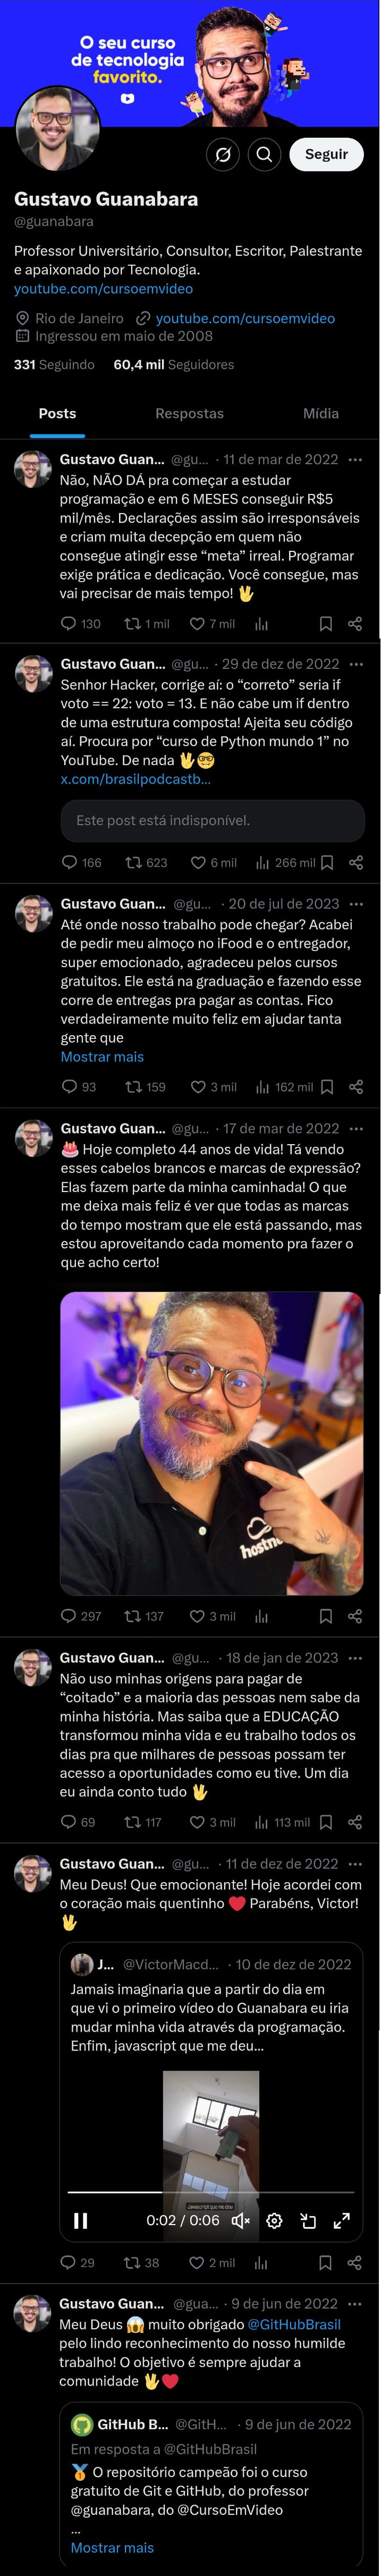 O seu curso
de tecnologia
favorito.
Seguir
Gustavo Guanabara
@guanabara
Professor Universitário, Consultor, Escritor, Palestrante
e apaixonado por Tecnologia.
youtube.com/cursoemvideo
Rio de Janeiro youtube.com/cursoemvideo
Ingressou em maio de 2008
331 Seguindo 60,4 mil Seguidores
Posts Respostas Mídia
Gustavo Guan... @gu... · 11 de mar de 2022
Não, NÃO DÁ pra começar a estudar
programação e em 6 MESES conseguir R$5
mil/mês. Declarações assim são irresponsáveis
e criam muita decepção em quem não
consegue atingir esse “meta” irreal. Programar
exige prática e dedicação. Você consegue, mas
vai precisar de mais tempo! 🖖
130 1 mil 7 mil
Gustavo Guan... @gu... · 29 de dez de 2022
Senhor Hacker, corrige aí: o “correto” seria if
voto == 22: voto = 13. E não cabe um if dentro
de uma estrutura composta! Ajeita seu código
aí. Procura por “curso de Python mundo 1” no
YouTube. De nada 🖖🤓
x.com/brasilpodcastb...
Este post está indisponível.
166 623 6 mil 266 mil
Gustavo Guan... @gu... · 20 de jul de 2023
Até onde nosso trabalho pode chegar? Acabei
de pedir meu almoço no iFood e o entregador,
super emocionado, agradeceu pelos cursos
gratuitos. Ele está na graduação e fazendo esse
corre de entregas pra pagar as contas. Fico
verdadeiramente muito feliz em ajudar tanta
gente que
Mostrar mais
93 159 3 mil 162 mil
Gustavo Guan... @gu... · 17 de mar de 2022
🎂 Hoje completo 44 anos de vida! Tá vendo
esses cabelos brancos e marcas de expressão?
Elas fazem parte da minha caminhada! O que
me deixa mais feliz é ver que todas as marcas
do tempo mostram que ele está passando, mas
estou aproveitando cada momento pra fazer o
que acho certo!
297 137 3 mil
Gustavo Guan... @gu... · 18 de jan de 2023
Não uso minhas origens para pagar de
“coitado” e a maioria das pessoas nem sabe da
minha história. Mas saiba que a EDUCAÇÃO
transformou minha vida e eu trabalho todos os
dias pra que milhares de pessoas possam ter
acesso a oportunidades como eu tive. Um dia
eu ainda conto tudo 🖖
69 117 3 mil 113 mil
Gustavo Guan... @gu... · 11 de dez de 2022
Meu Deus! Que emocionante! Hoje acordei com
o coração mais quentinho ❤️ Parabéns, Victor!
🖖
J... @VictorMacd... · 10 de dez de 2022
Jamais imaginaria que a partir do dia em
que vi o primeiro vídeo do Guanabara eu iria
mudar minha vida através da programação.
Enfim, javascript que me deu...
Javascript que me deu
0:02 / 0:06
29 38 2 mil
Gustavo Guan... @gua... · 9 de jun de 2022
Meu Deus 😱 muito obrigado @GitHubBrasil
pelo lindo reconhecimento do nosso humilde
trabalho! O objetivo é sempre ajudar a
comunidade 🖖❤️
GitHub B... @GitH... · 9 de jun de 2022
Em resposta a @GitHubBrasil
🥇 O repositório campeão foi o curso
gratuito de Git e GitHub, do professor
@guanabara, do @CursoEmVideo
...
Mostrar mais